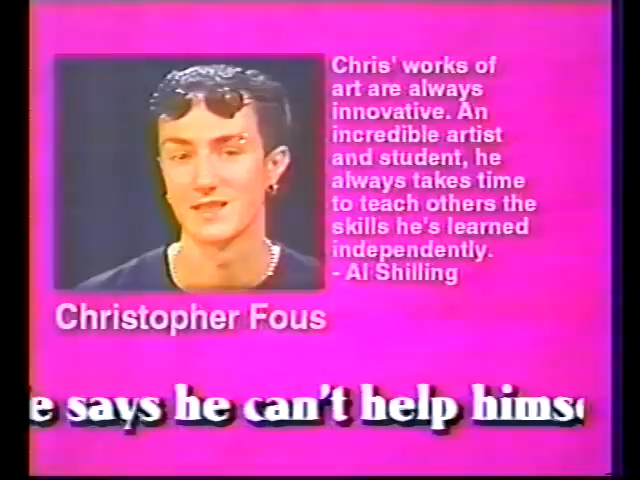 Chris' works of
art are always
innovative. An
incredible artist
and student, he
always takes time
to teach others the
skills he's learned
independently.
- Al Shilling
Christopher Fous
e says he can't help himse